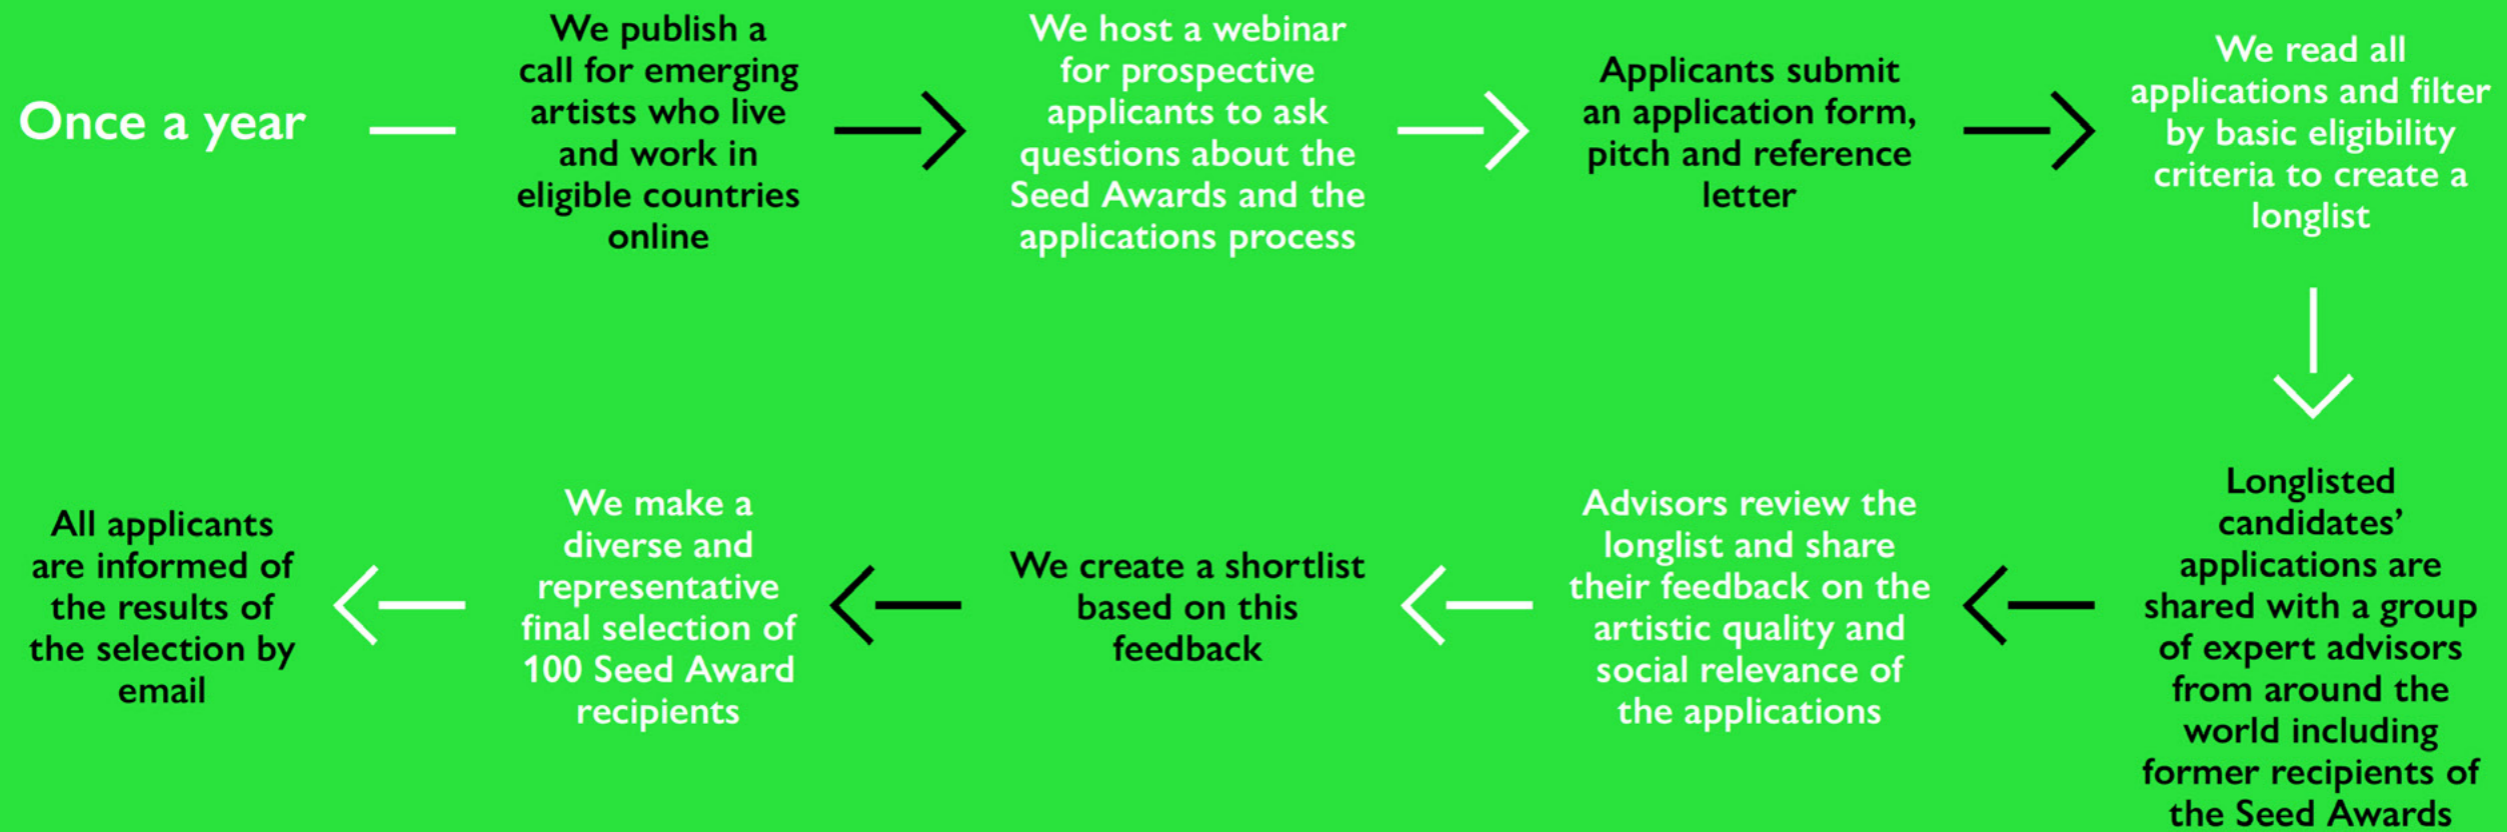 Once a year
We publish a
call for emerging
artists who live
and work in
eligible countries
online
We host a webinar
for prospective
applicants to ask
questions about the
Seed Awards and the
applications process
Applicants submit
an application form,
pitch and reference
letter
We read all
applications and filter
by basic eligibility
criteria to create a
longlist
Longlisted
candidates’
applications are
shared with a group
of expert advisors
from around the
world including
former recipients of
the Seed Awards
Advisors review the
longlist and share
their feedback on the
artistic quality and
social relevance of
the applications
We create a shortlist
based on this
feedback
We make a
diverse and
representative
final selection of
100 Seed Award
recipients
All applicants
are informed of
the results of
the selection by
email